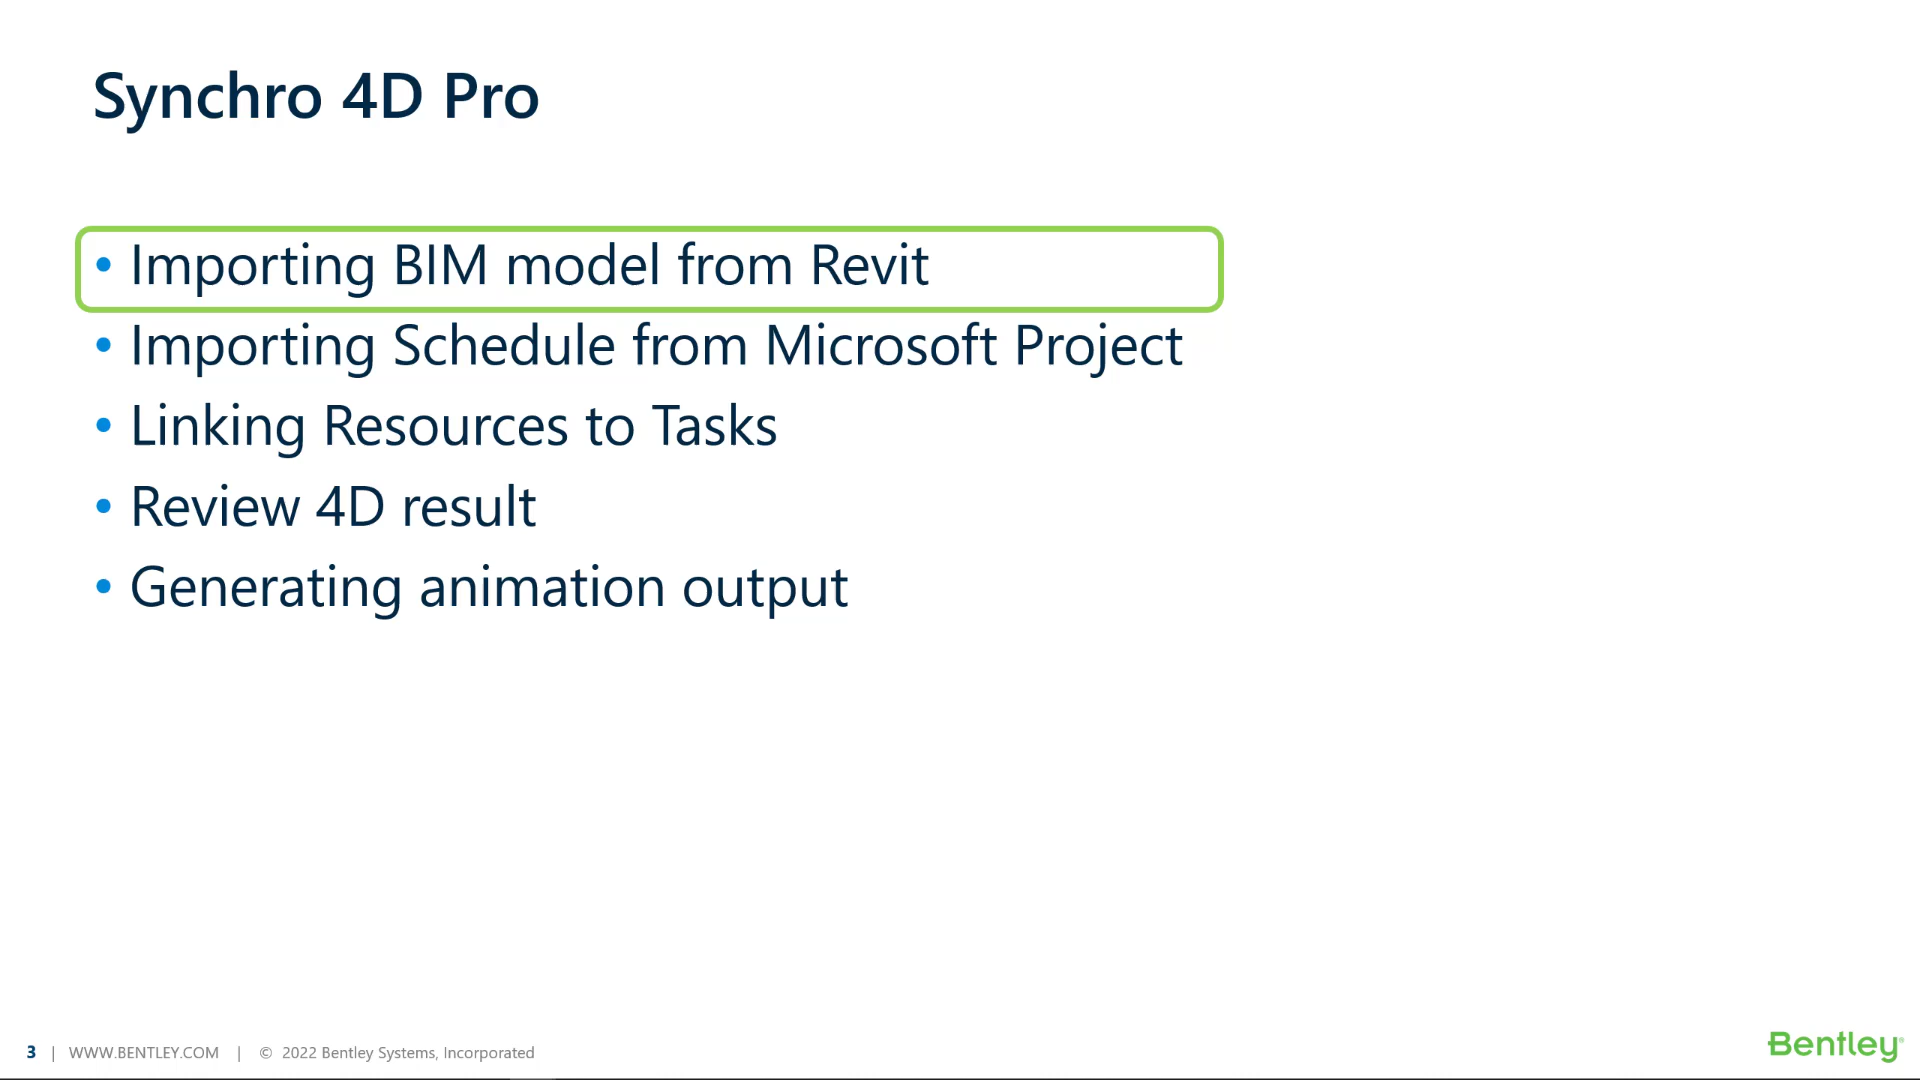 Synchro 4D Pro
• Importing BIM model from Revit
• Importing Schedule from Microsoft Project
• Linking Resources to Tasks
• Review 4D result
• Generating animation output
3 | WWW.BENTLEY.COM | © 2022 Bentley Systems, Incorporated
Bentley®